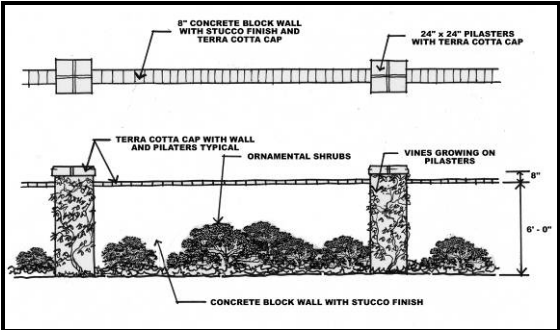 8" CONCRETE BLOCK WALL
WITH STUCCO FINISH AND
TERRA COTTA CAP
24" x 24" PILASTERS
WITH TERRA COTTA CAP
TERRA COTTA CAP WITH WALL
AND PILATERS TYPICAL
ORNAMENTAL SHRUBS
VINES GROWING ON
PILASTERS
8"
6' - 0"
CONCRETE BLOCK WALL WITH STUCCO FINISH